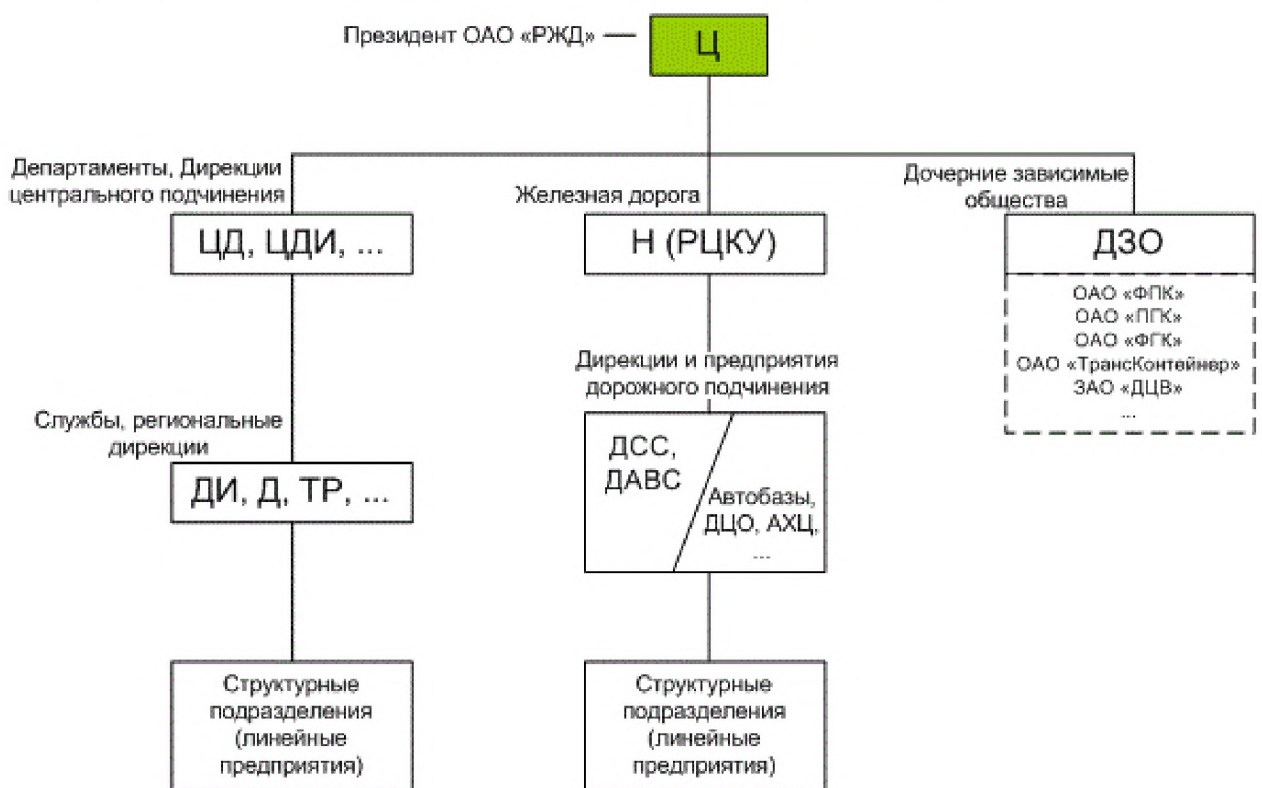 Президент ОАО «РЖД»
Ц
Департаменты, Дирекции
центрального подчинения
ЦД, ЦДИ, ...
Железная дорога
Н (РЦКУ)
Дочерние зависимые
общества
ДЗО
ОАО «ФПК»
ОАО «ПГК»
ОАО «ФГК»
ОАО «ТрансКонтейнер»
ЗАО «ДЦВ»
...
Службы, региональные
дирекции
ДИ, Д, ТР, ...
Дирекции и предприятия
дорожного подчинения
ДСС,
ДАВС
Автобазы,
ДЦО, АХЦ,
...
Структурные
подразделения
(линейные
предприятия)
Структурные
подразделения
(линейные
предприятия)